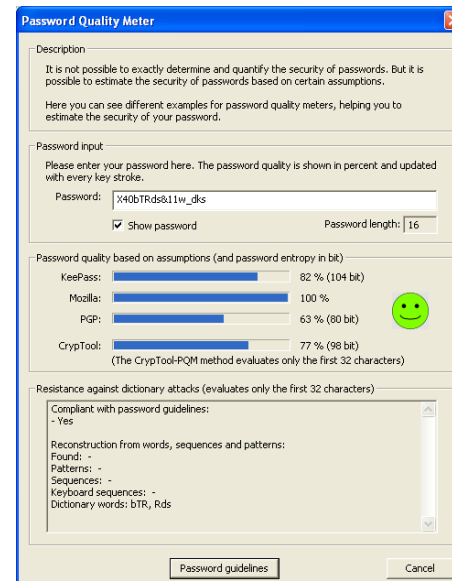 Password Quality Meter
Description
It is not possible to exactly determine and quantify the security of passwords. But it is
possible to estimate the security of passwords based on certain assumptions.
Here you can see different examples for password quality meters, helping you to
estimate the security of your password.
Password input
Please enter your password here. The password quality is shown in percent and updated
with every key stroke.
Password: X40bTRds&11w_dks
Show password Password length: 16
Password quality based on assumptions (and password entropy in bit)
KeePass: 82 % (104 bit)
Mozilla: 100 %
PGP: 63 % (80 bit)
CrypTool: 77 % (98 bit)
(The CrypTool-PQM method evaluates only the first 32 characters)
Resistance against dictionary attacks (evaluates only the first 32 characters)
Compliant with password guidelines:
- Yes
Reconstruction from words, sequences and patterns:
Found: -
Patterns: -
Sequences: -
Keyboard sequences: -
Dictionary words: bTR, Rds
Password guidelines Cancel